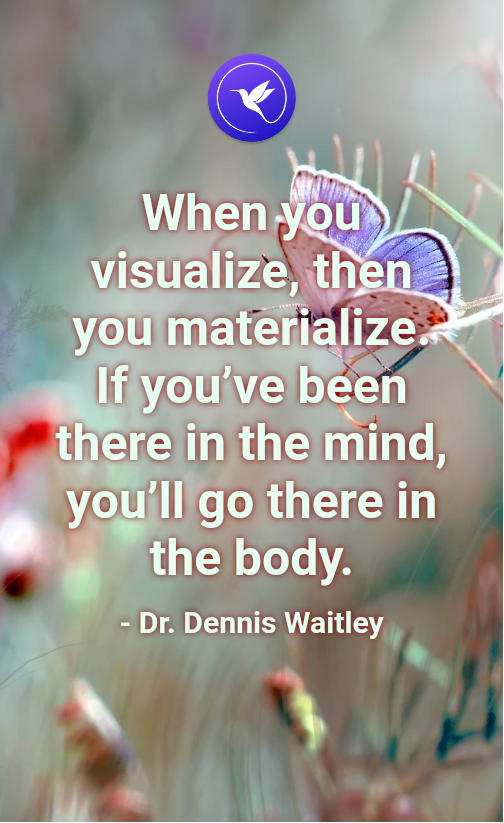 When you
visualize, then
you materialize.
If you’ve been
there in the mind,
you’ll go there in
the body.
- Dr. Dennis Waitley